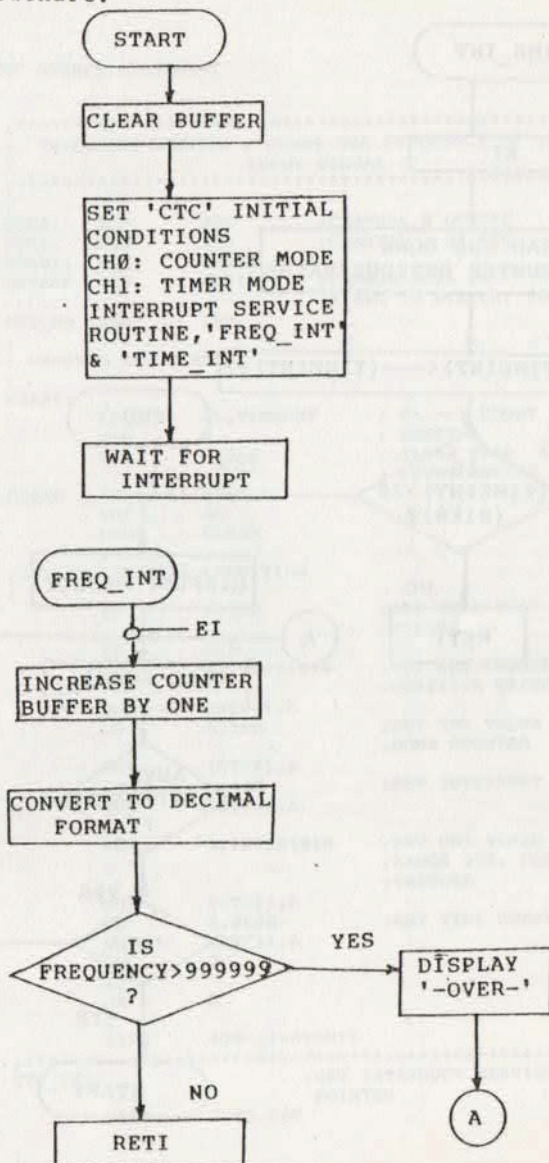 START
CLEAR BUFFER
SET 'CTC' INITIAL
CONDITIONS
CH0: COUNTER MODE
CH1: TIMER MODE
INTERRUPT SERVICE
ROUTINE,'FREQ_INT'
& 'TIME_INT'
WAIT FOR
INTERRUPT
FREQ_INT
EI
INCREASE COUNTER
BUFFER BY ONE
CONVERT TO DECIMAL
FORMAT
IS
FREQUENCY>999999
?
YES
DISPLAY
'-OVER-'
NO
RETI
A